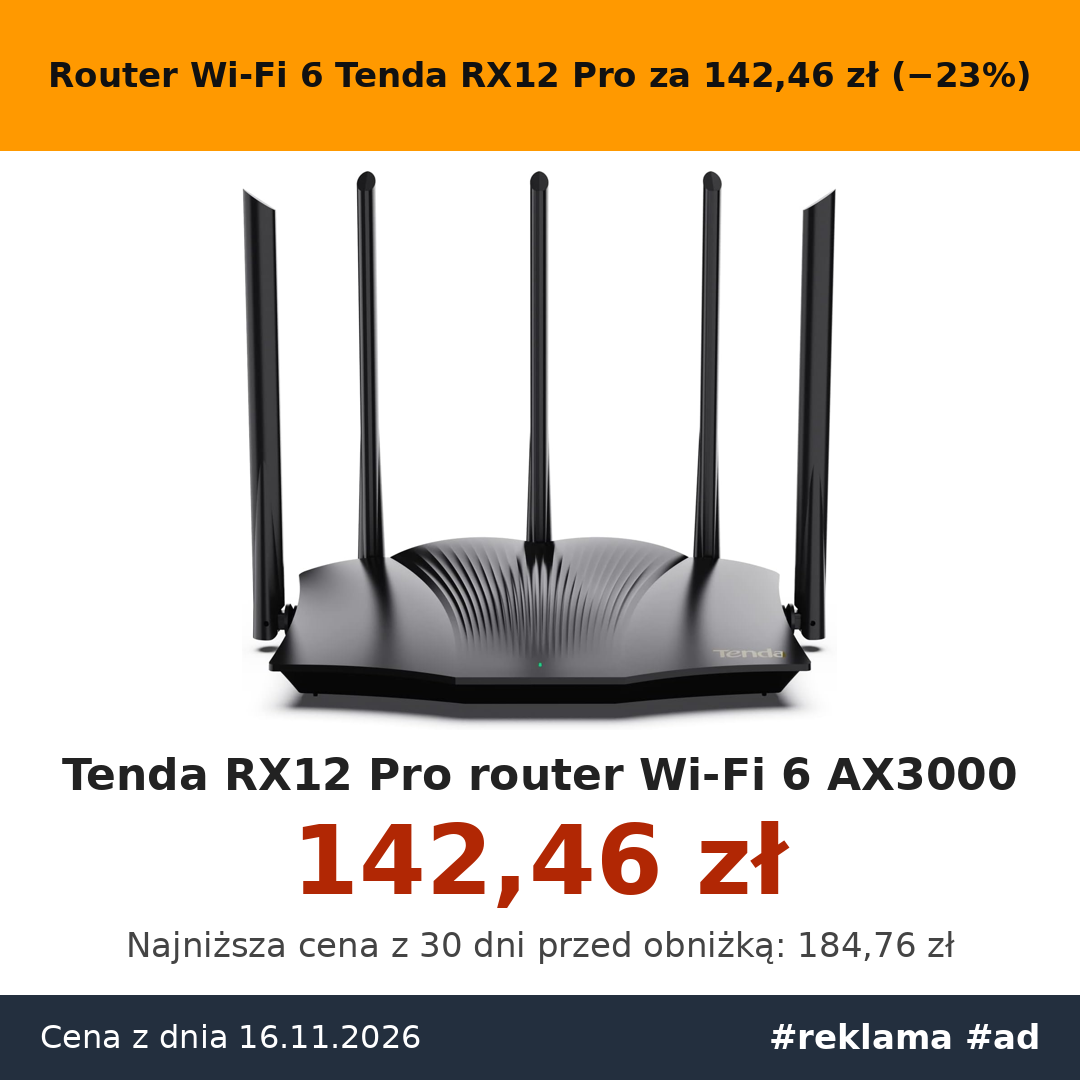 Router Wi-Fi 6 Tenda RX12 Pro za 142,46 zł (−23%)
Tenda
Tenda RX12 Pro router Wi-Fi 6 AX3000
142,46 zł
Najniższa cena z 30 dni przed obniżką: 184,76 zł
Cena z dnia 16.11.2026
#reklama #ad